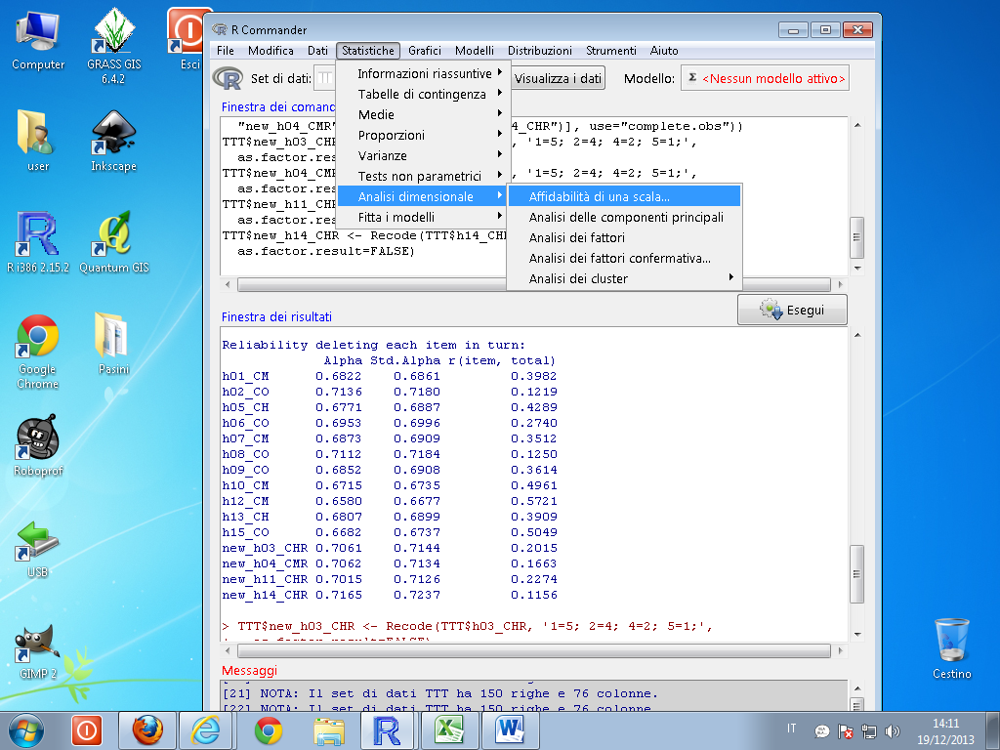 Computer
GRASS GIS
6.4.2
Esci
user
Inkscape
R i386 2.15.2
Quantum GIS
Google
Chrome
Pasini
Roboprof
USB
GIMP 2
Cestino
R Commander
File Modifica Dati Statistiche Grafici Modelli Distribuzioni Strumenti Aiuto
Set di dati: TT Visualizza i dati Modello: Σ <Nessun modello attivo>
Informazioni riassuntive
Tabelle di contingenza
Medie
Proporzioni
Varianze
Tests non parametrici
Analisi dimensionale
Fitta i modelli
Affidabilità di una scala...
Analisi delle componenti principali
Analisi dei fattori
Analisi dei fattori confermativa...
Analisi dei cluster
Finestra dei comand
"new_h04_CMR" 4_CHR")], use="complete.obs"))
TTT$new_h03_CHR , '1=5; 2=4; 4=2; 5=1;',
as.factor.res
TTT$new_h04_CMR , '1=5; 2=4; 4=2; 5=1;',
as.factor.res
TTT$new_h11_CHR
as.factor.res
TTT$new_h14_CHR <- Recode(TTT$h14_CH
as.factor.result=FALSE)
Esegui
Finestra dei risultati
Reliability deleting each item in turn:
Alpha Std.Alpha r(item, total)
h01_CM 0.6822 0.6861 0.3982
h02_CO 0.7136 0.7180 0.1219
h05_CH 0.6771 0.6887 0.4289
h06_CO 0.6953 0.6996 0.2740
h07_CM 0.6873 0.6909 0.3512
h08_CO 0.7112 0.7184 0.1250
h09_CO 0.6852 0.6908 0.3614
h10_CM 0.6715 0.6735 0.4961
h12_CM 0.6580 0.6677 0.5721
h13_CH 0.6807 0.6899 0.3909
h15_CO 0.6682 0.6737 0.5049
new_h03_CHR 0.7061 0.7144 0.2015
new_h04_CMR 0.7062 0.7134 0.1663
new_h11_CHR 0.7015 0.7126 0.2274
new_h14_CHR 0.7165 0.7237 0.1156
> TTT$new_h03_CHR <- Recode(TTT$h03_CHR, '1=5; 2=4; 4=2; 5=1;',
+ as.factor.result=FALSE)
Messaggi
[21] NOTA: Il set di dati TTT ha 150 righe e 76 colonne.
[22] NOTA: Il set di dati TTT ha 150 righe e 76 colonne.
IT
14:11
19/12/2013